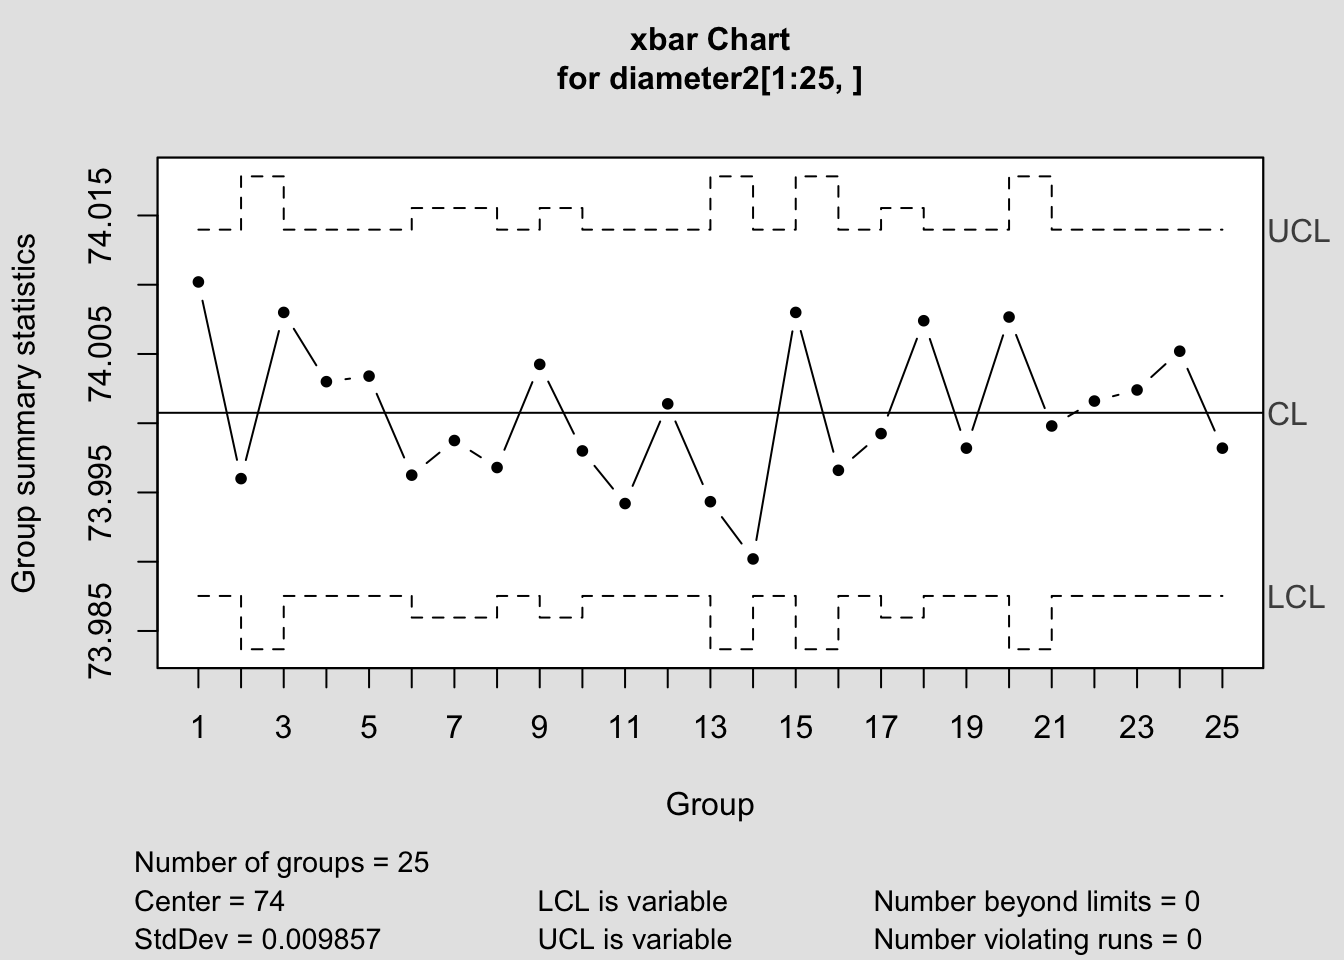 xbar Chart
for diameter2[1:25, ]
Group summary statistics
74.015
74.005
73.995
73.985
UCL
CL
LCL
1 3 5 7 9 11 13 15 17 19 21 23 25
Group
Number of groups = 25
Center = 74 LCL is variable Number beyond limits = 0
StdDev = 0.009857 UCL is variable Number violating runs = 0